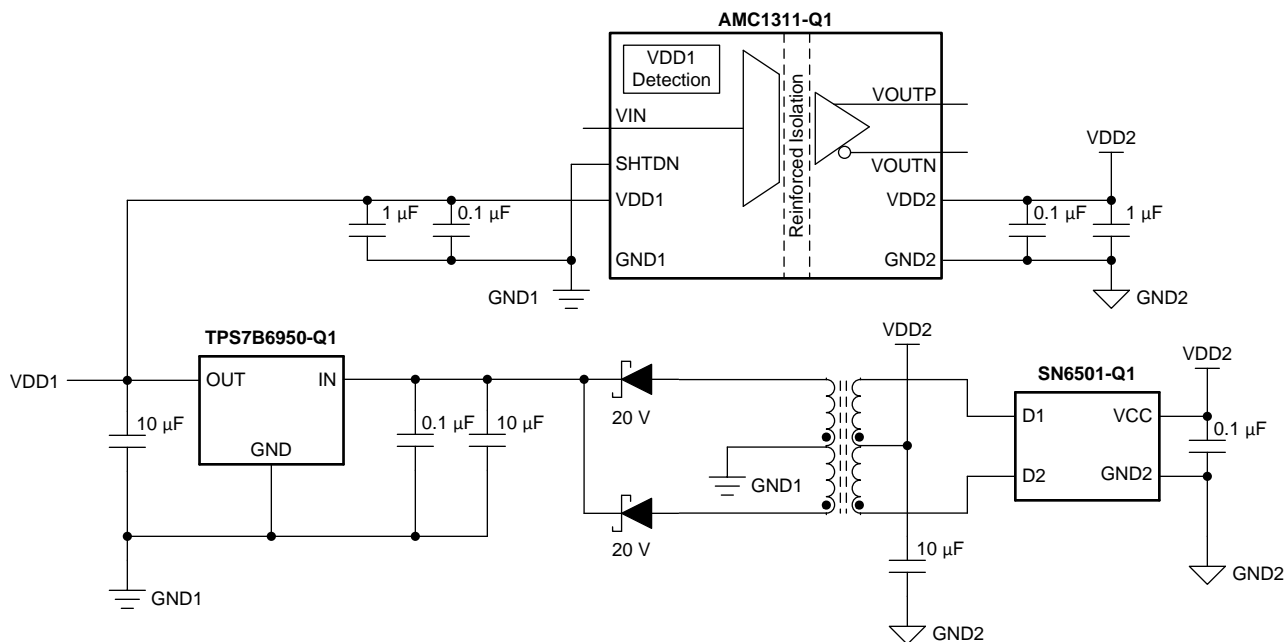 AMC1311-Q1
VDD1
Detection
VIN
SHTDN
VDD1
GND1
Reinforced Isolation
VOUTP
VOUTN
VDD2
GND2
VDD2
1 µF
0.1 µF
GND1
0.1 µF
1 µF
GND2
TPS7B6950-Q1
VDD1
OUT
IN
GND
10 µF
0.1 µF
10 µF
GND1
20 V
20 V
GND1
VDD2
10 µF
GND2
SN6501-Q1
D1
D2
VCC
GND2
VDD2
0.1 µF
GND2